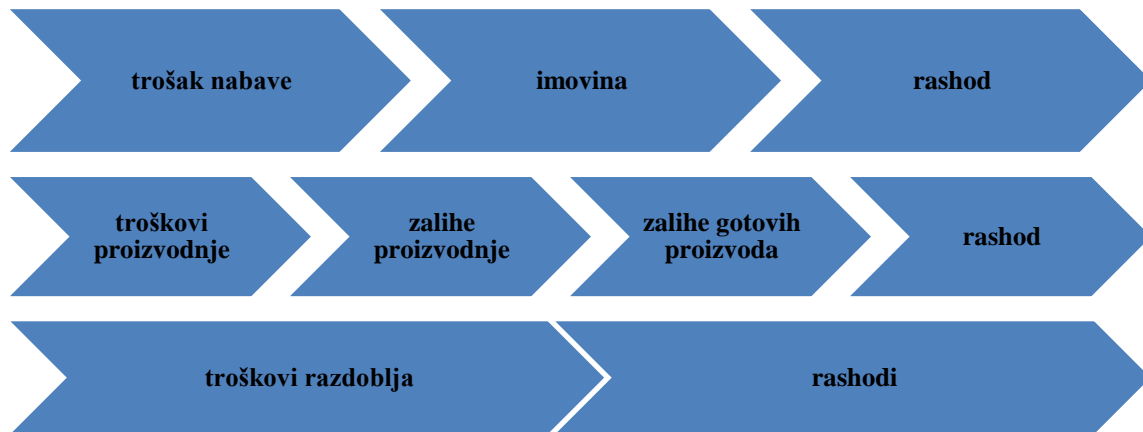 trošak nabave
imovina
rashod
troškovi
proizvodnje
zalihe
proizvodnje
zalihe gotovih
proizvoda
rashod
troškovi razdoblja
rashodi